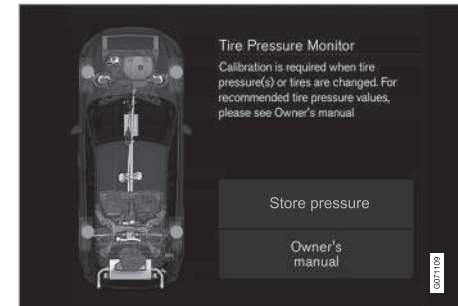 Tire Pressure Monitor
Calibration is required when tire
pressure(s) or tires are changed. For
recommended tire pressure values,
please see Owner's manual
Store pressure
Owner's
manual
G071109